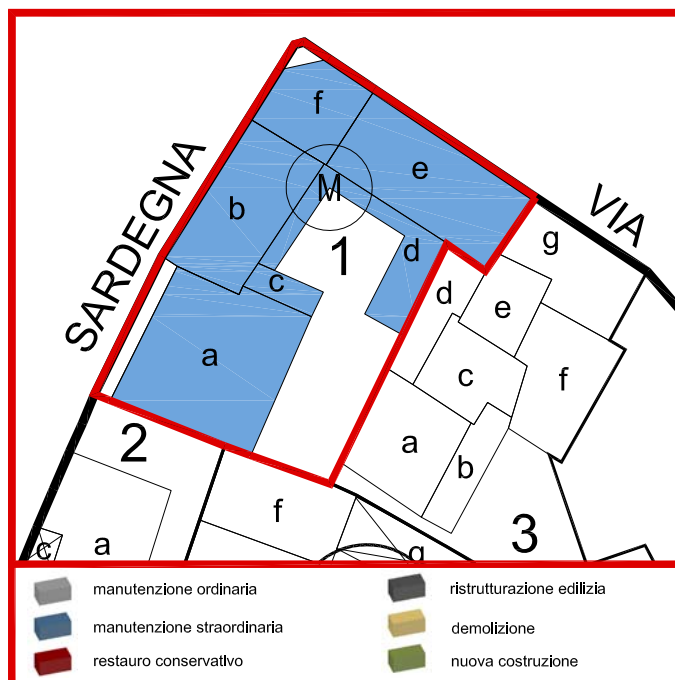 SARDEGNA
VIA
f
e
b
M
1
d
c
a
g
d
e
c
f
a
b
3
2
f
c
a
g
manutenzione ordinaria
manutenzione straordinaria
restauro conservativo
ristrutturazione edilizia
demolizione
nuova costruzione